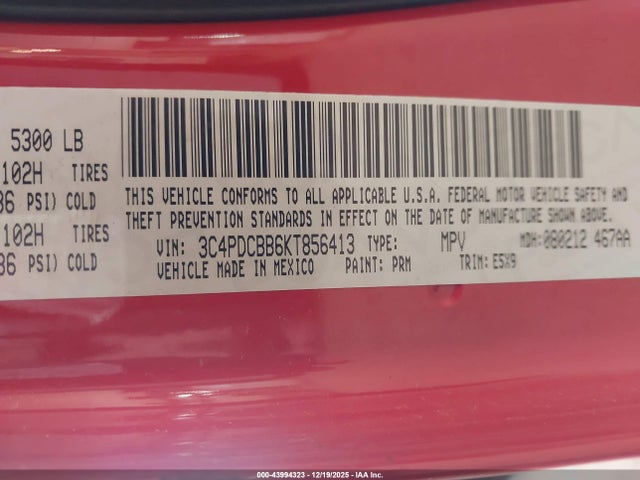 5300 LB
102H TIRES
36 PSI) COLD
102H TIRES
36 PSI) COLD
THIS VEHICLE CONFORMS TO ALL APPLICABLE U.S.A. FEDERAL MOTOR VEHICLE SAFETY AND
THEFT PREVENTION STANDARDS IN EFFECT ON THE DATE OF MANUFACTURE SHOWN ABOVE.
VIN: 3C4PDCBB6KT856413 TYPE: MPV MDH: 080212 467AA
VEHICLE MADE IN MEXICO PAINT: PRM TRIM: E5X9
00-43994323 - 12/19/2025 - IAA Inc.